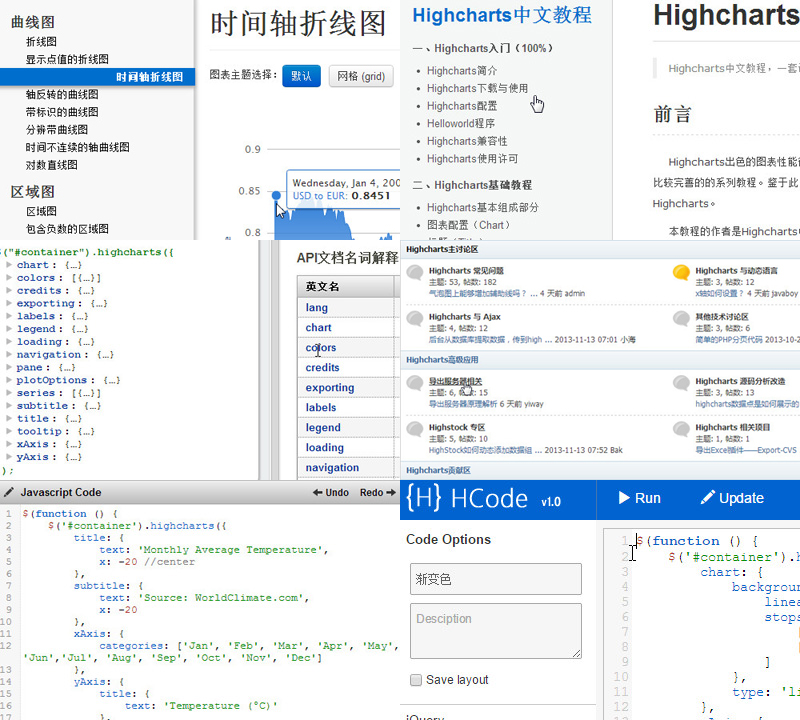 曲线图
折线图
显示点值的折线图
时间轴折线图
轴反转的曲线图
带标识的曲线图
分辨带曲线图
时间不连续的轴曲线图
对数直线图
区域图
区域图
包含负数的区域图
时间轴折线图
图表主题选择：
默认
网格 (grid)
0.9
0.85
0.8
Wednesday, Jan 4, 200
USD to EUR: 0.8451
Highcharts中文教程
一、Highcharts入门（100%）
Highcharts简介
Highcharts下载与使用
Highcharts配置
Helloworld程序
Highcharts兼容性
Highcharts使用许可
二、Highcharts基础教程
Highcharts基本组成部分
图表配置（Chart）
Highcharts
Highcharts中文教程，一套
前言
Highcharts出色的图表性能
比较完善的的系列教程。鉴于此
Highcharts。
本教程的作者是Highcharts
$("#container").highcharts({
chart: {…}
colors: [{…}]
credits: {…}
exporting: {…}
labels: {…}
legend: {…}
loading: {…}
navigation: {…}
pane: {…}
plotOptions: {…}
series: [{…}]
subtitle: {…}
title: {…}
tooltip: {…}
xAxis: {…}
yAxis: {…}
);
API文档名词解释
英文名
lang
chart
colors
credits
exporting
labels
legend
loading
navigation
Highcharts主讨论区
Highcharts 常见问题
主题: 53, 帖数: 182
气泡图上能够增加辅助线吗？ ... 4 天前 admin
Highcharts 与动态语言
主题: 3, 帖数: 12
x轴如何设置？ 4 天前 javaboy
Highcharts 与 Ajax
主题: 4, 帖数: 12
后台从数据库提取数据，传到high ... 2013-11-13 07:01 小海
其他技术讨论区
主题: 3, 帖数: 6
简单的PHP分页代码 2013-10-2
Highcharts高级应用
导出服务器相关
主题: 6, 帖数: 15
导出服务器原理解析 6 天前 yiway
Highcharts 源码分析改造
主题: 3, 帖数: 13
highcharts数据点是如何展示的
Highstock 专区
主题: 5, 帖数: 10
HighStock如何动态添加数据组 ... 2013-11-13 07:52 Bak
Highcharts 相关项目
主题: 1, 帖数: 1
导出Excel插件——Export-CVS
Highcharts贡献区
Javascript Code
Undo
Redo
1 $(function () {
2 $('#container').highcharts({
3 title: {
4 text: 'Monthly Average Temperature',
5 x: -20 //center
6 },
7 subtitle: {
8 text: 'Source: WorldClimate.com',
9 x: -20
10 },
11 xAxis: {
12 categories: ['Jan', 'Feb', 'Mar', 'Apr', 'May',
'Jun','Jul', 'Aug', 'Sep', 'Oct', 'Nov', 'Dec']
13 },
14 yAxis: {
15 title: {
16 text: 'Temperature (°C)'
17 },
{H} HCode v1.0
Run
Update
Code Options
渐变色
Desciption
Save layout
jQuery
1 $(function () {
2 $('#container').h
3 chart: {
4 background
5 linea
6 stops
7
8
9 ]
10 },
11 type: 'li
12 },